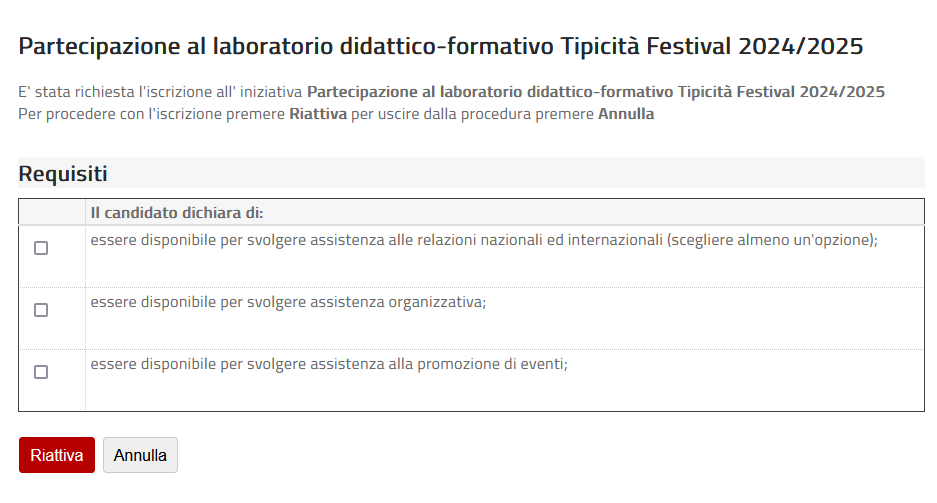 Partecipazione al laboratorio didattico-formativo Tipicità Festival 2024/2025
E' stata richiesta l'iscrizione all' iniziativa Partecipazione al laboratorio didattico-formativo Tipicità Festival 2024/2025
Per procedere con l'iscrizione premere Riattiva per uscire dalla procedura premere Annulla
Requisiti
Il candidato dichiara di:
essere disponibile per svolgere assistenza alle relazioni nazionali ed internazionali (scegliere almeno un'opzione);
essere disponibile per svolgere assistenza organizzativa;
essere disponibile per svolgere assistenza alla promozione di eventi;
Riattiva Annulla